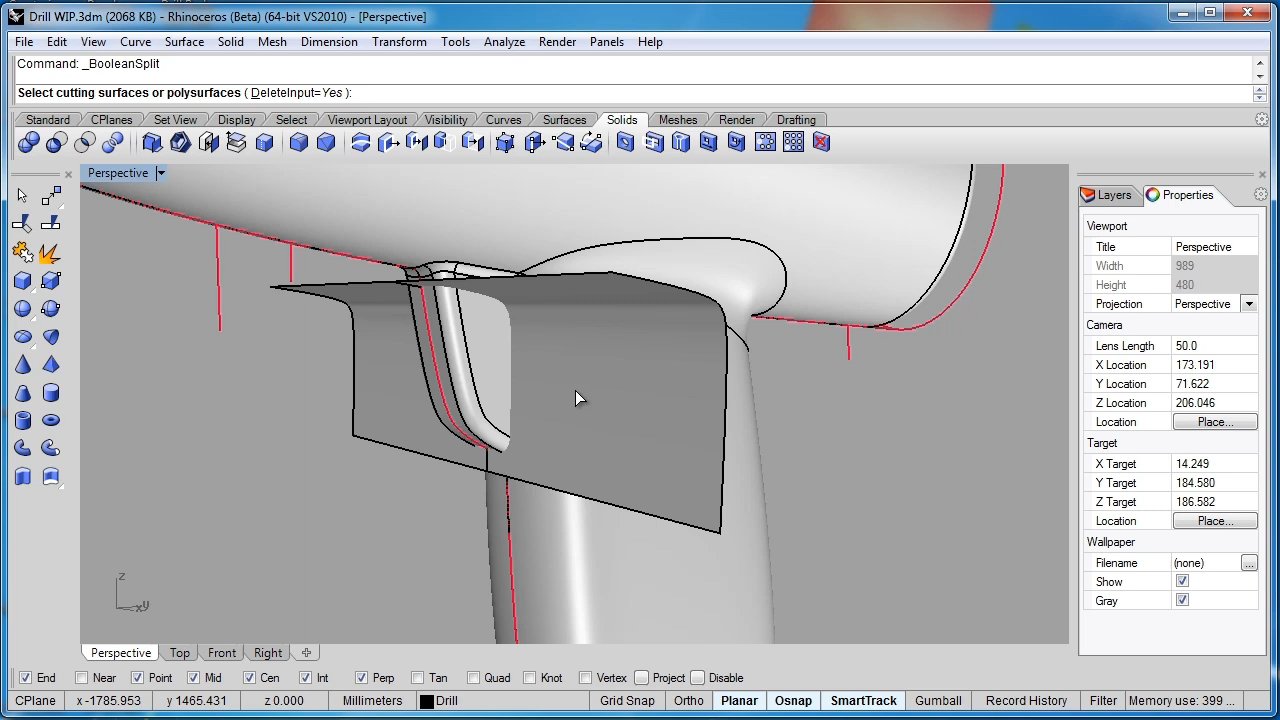 Drill WIP.3dm (2068 KB) - Rhinoceros (Beta) (64-bit VS2010) - [Perspective]
File Edit View Curve Surface Solid Mesh Dimension Transform Tools Analyze Render Panels Help
Command: _BooleanSplit
Select cutting surfaces or polysurfaces ( DeleteInput=Yes ):
Standard CPlanes Set View Display Select Viewport Layout Visibility Curves Surfaces Solids Meshes Render Drafting
Perspective
Layers Properties
Viewport
Title Perspective
Width 989
Height 480
Projection Perspective
Camera
Lens Length 50.0
X Location 173.191
Y Location 71.622
Z Location 206.046
Location Place...
Target
X Target 14.249
Y Target 184.580
Z Target 186.582
Location Place...
Wallpaper
Filename (none) ...
Show
Gray
z
xy
Perspective Top Front Right
End Near Point Mid Cen Int Perp Tan Quad Knot Vertex Project Disable
CPlane x -1785.953 y 1465.431 z 0.000 Millimeters Drill Grid Snap Ortho Planar Osnap SmartTrack Gumball Record History Filter Memory use: 399 ...